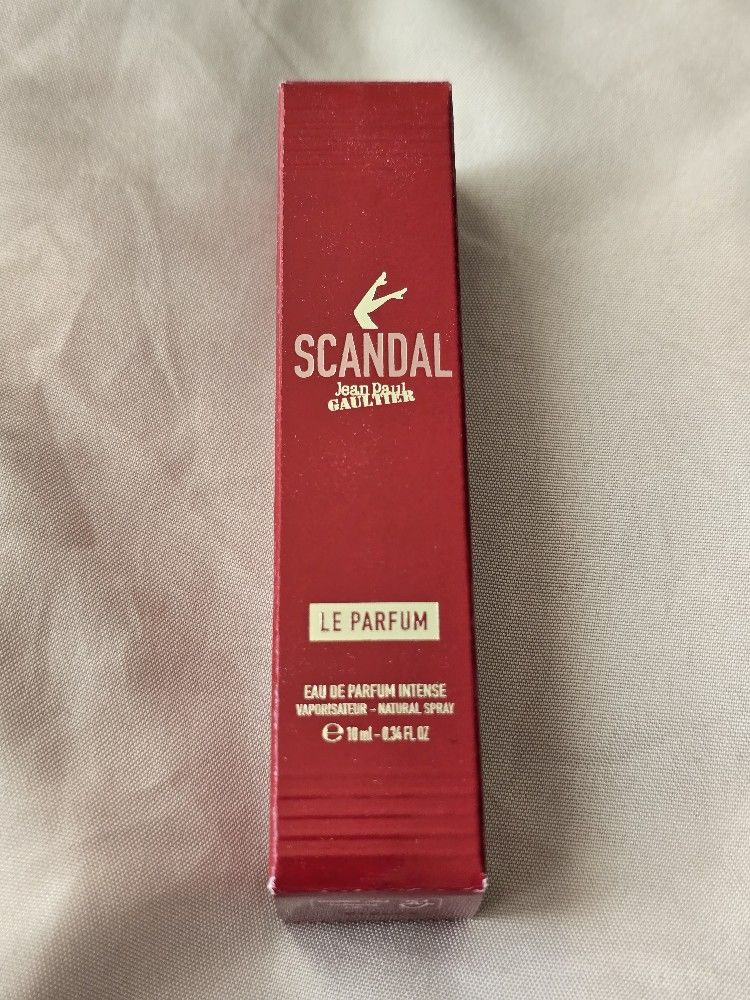 SCANDAL
Jean Paul
GAULTIER
LE PARFUM
EAU DE PARFUM INTENSE
VAPORISATEUR - NATURAL SPRAY
℮ 10 ml - 0.34 FL OZ